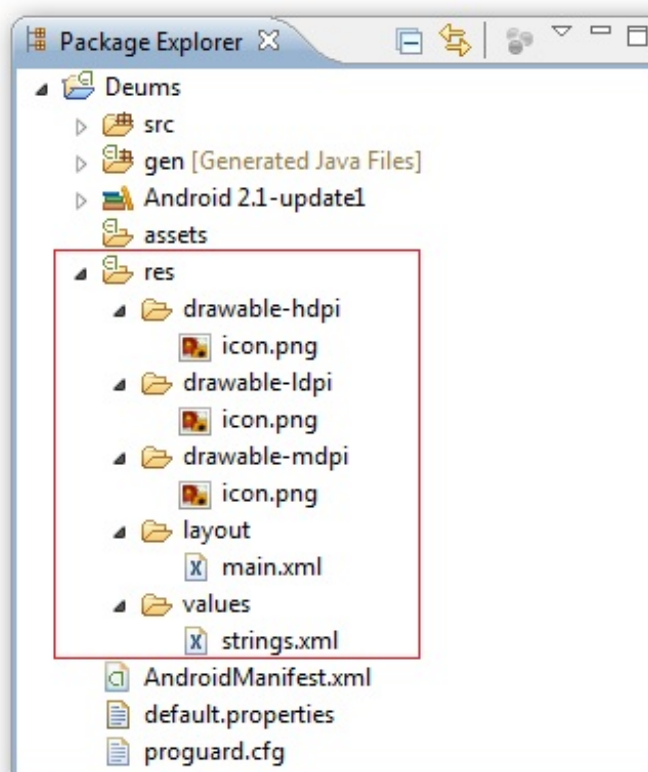 Package Explorer
Deums
src
gen [Generated Java Files]
Android 2.1-update1
assets
res
drawable-hdpi
icon.png
drawable-ldpi
icon.png
drawable-mdpi
icon.png
layout
main.xml
values
strings.xml
AndroidManifest.xml
default.properties
proguard.cfg